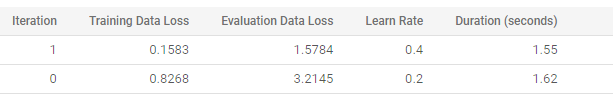 Iteration Training Data Loss Evaluation Data Loss Learn Rate Duration (seconds)
1 0.1583 1.5784 0.4 1.55
0 0.8268 3.2145 0.2 1.62